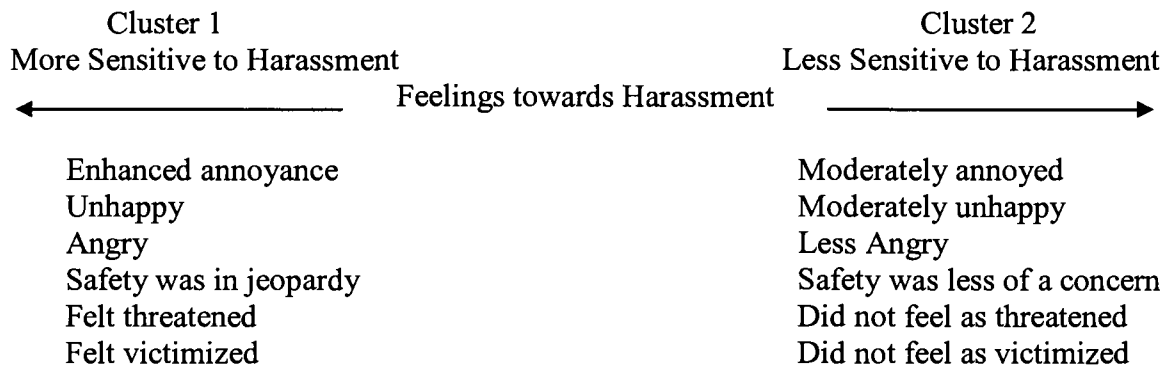 Cluster 1 Cluster 2
More Sensitive to Harassment Less Sensitive to Harassment
Feelings towards Harassment
Enhanced annoyance Moderately annoyed
Unhappy Moderately unhappy
Angry Less Angry
Safety was in jeopardy Safety was less of a concern
Felt threatened Did not feel as threatened
Felt victimized Did not feel as victimized